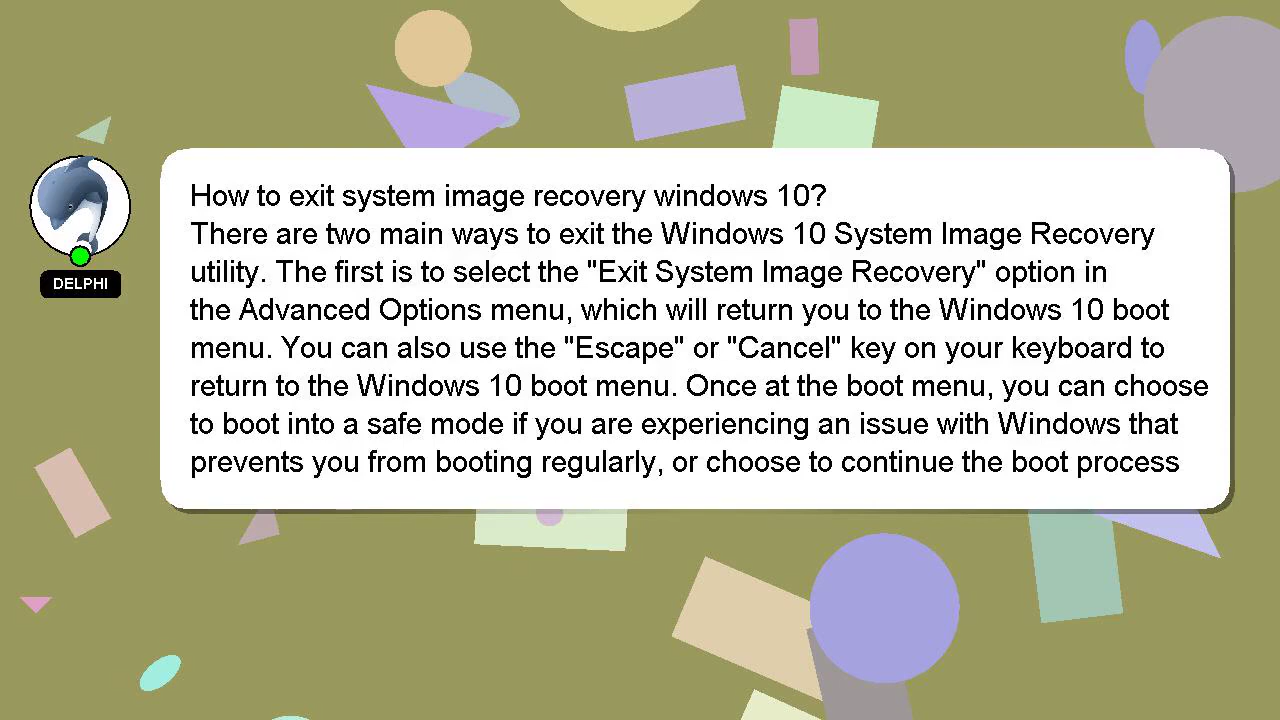 DELPHI
How to exit system image recovery windows 10?
There are two main ways to exit the Windows 10 System Image Recovery
utility. The first is to select the "Exit System Image Recovery" option in
the Advanced Options menu, which will return you to the Windows 10 boot
menu. You can also use the "Escape" or "Cancel" key on your keyboard to
return to the Windows 10 boot menu. Once at the boot menu, you can choose
to boot into a safe mode if you are experiencing an issue with Windows that
prevents you from booting regularly, or choose to continue the boot process